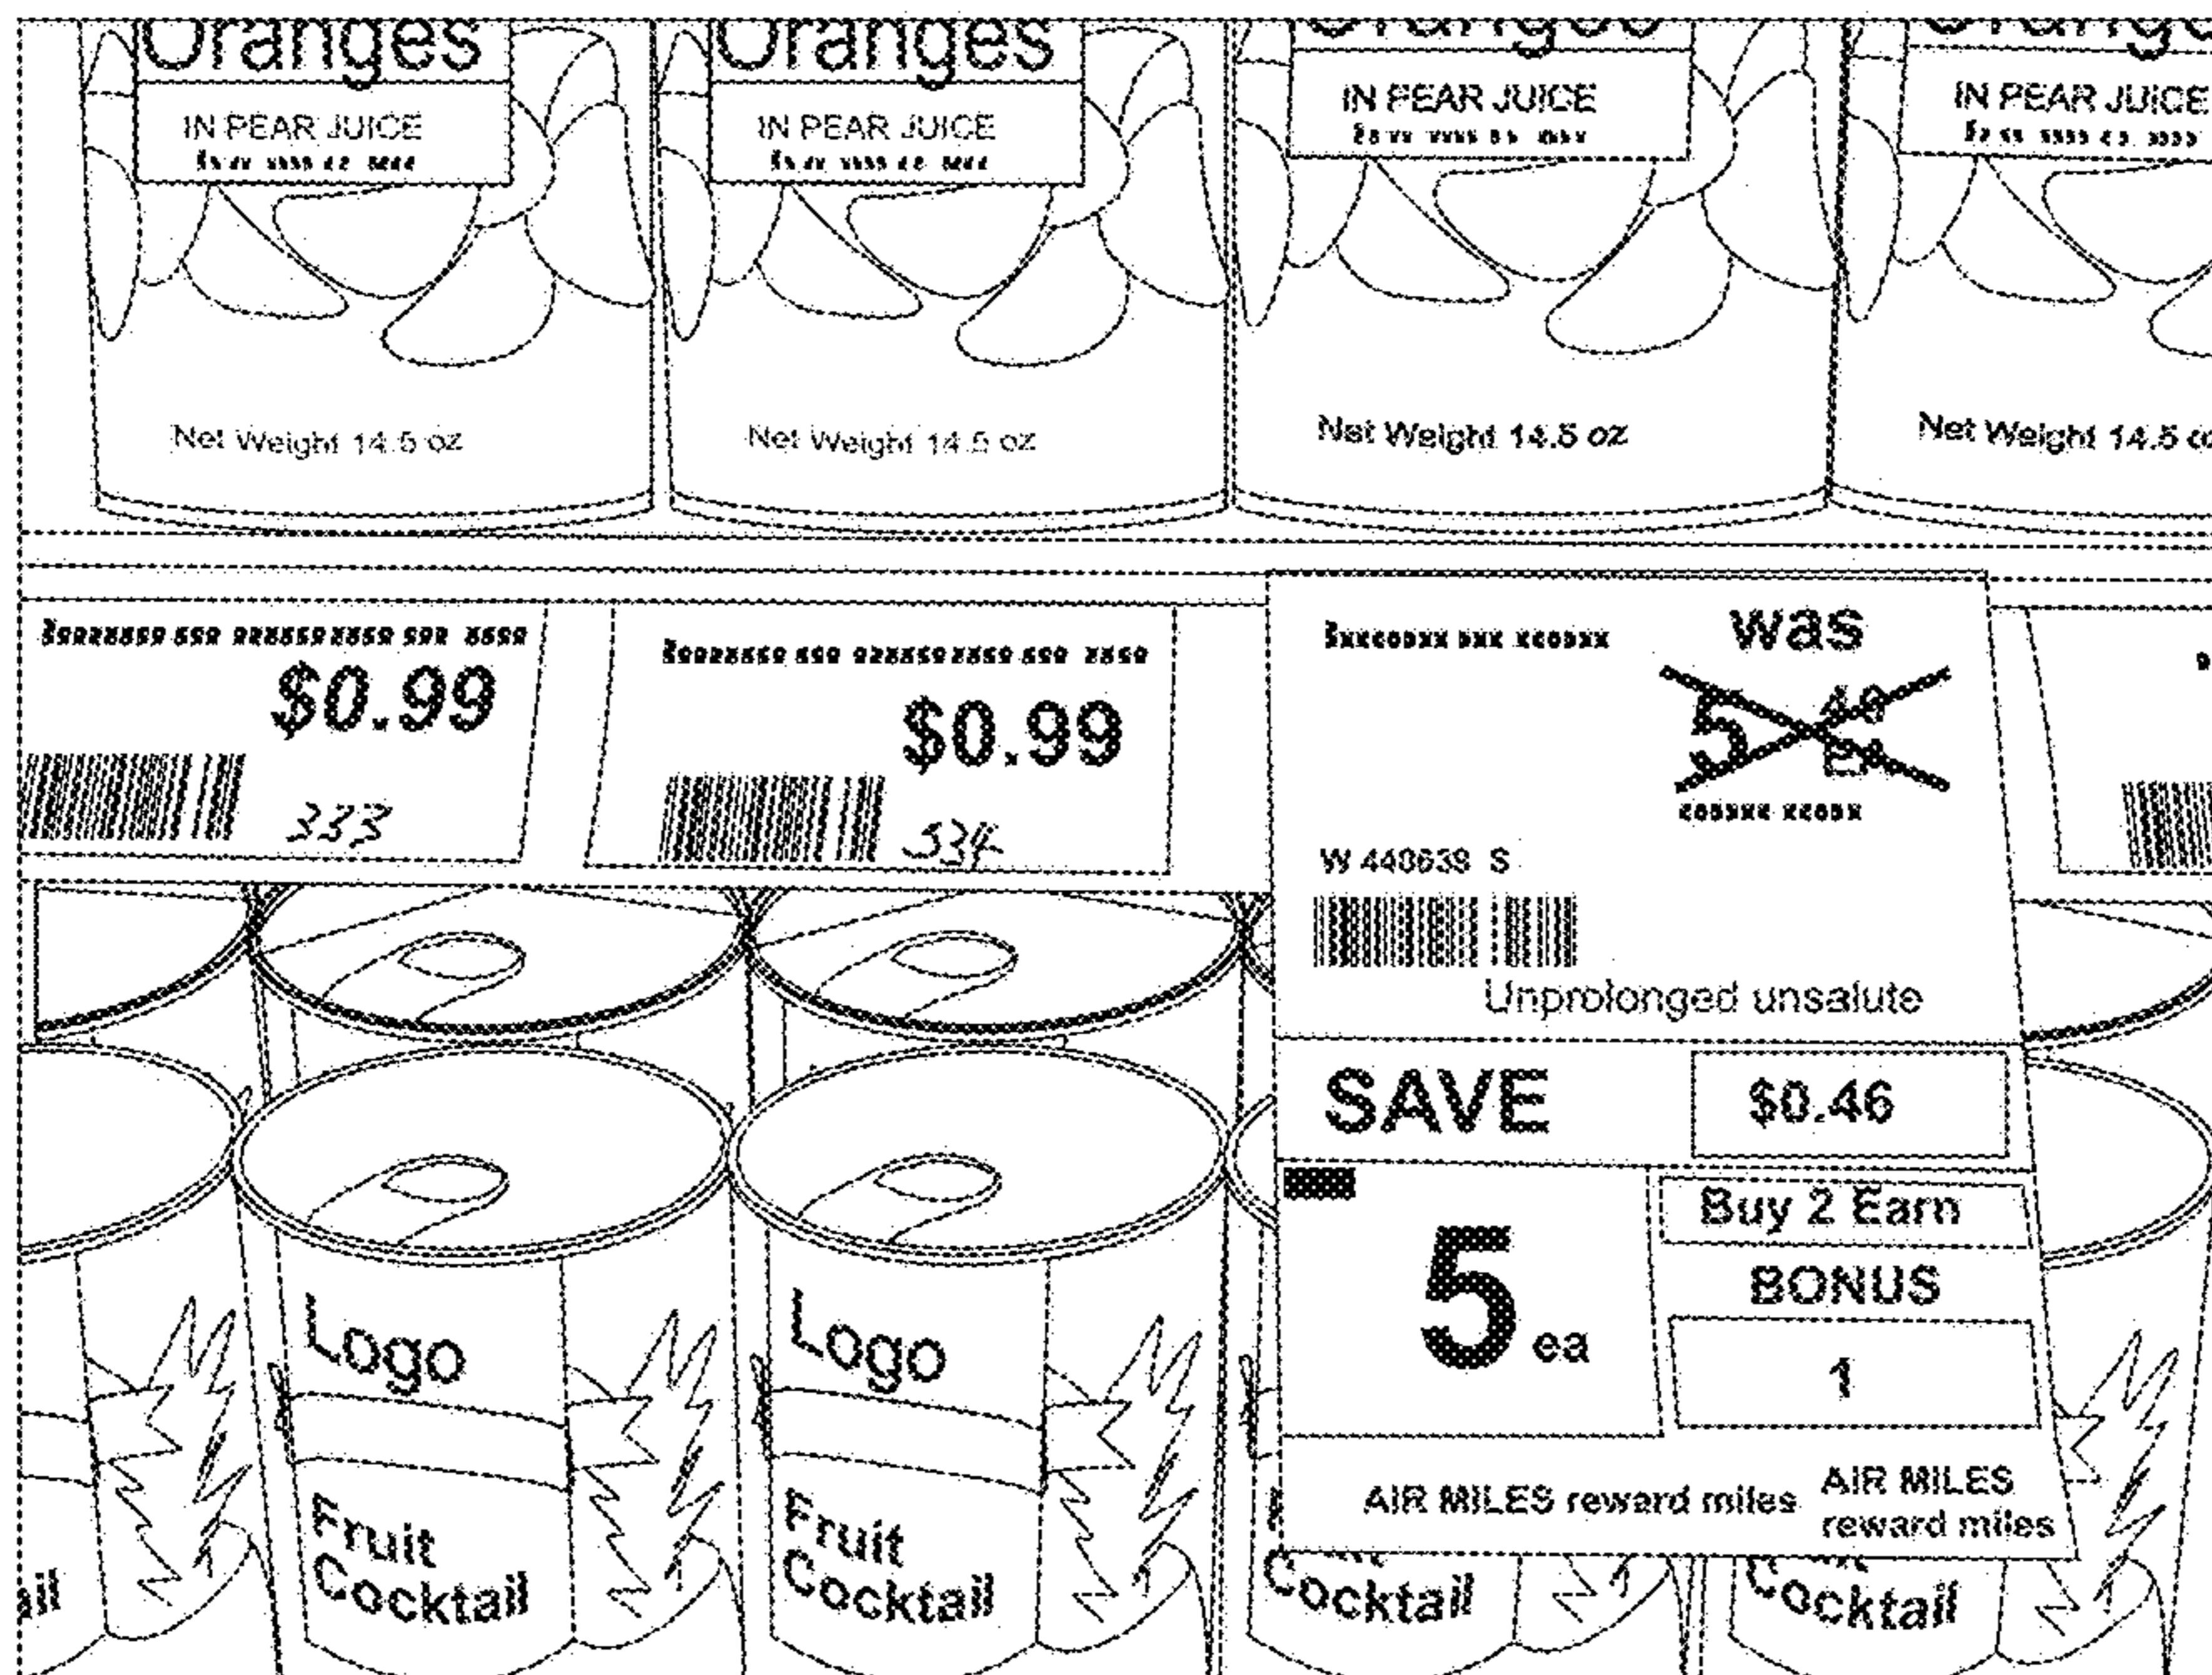 Oranges
Oranges
Oranges
IN PEAR JUICE
IN PEAR JUICE
IN PEAR JUICE
IN PEAR JUICE
Net Weight 14.5 oz
Net Weight 14.5 oz
Net Weight 14.5 oz
Net Weight 14.5
$0.99
333
$0.99
534
was
5
W 440639 S
Unprolonged unsalute
SAVE
$0.46
5 ea
Buy 2 Earn
BONUS
1
AIR MILES reward miles
AIR MILES
reward miles
Logo
Fruit
Cocktail
Logo
Fruit
Cocktail
Cocktail
Cocktail